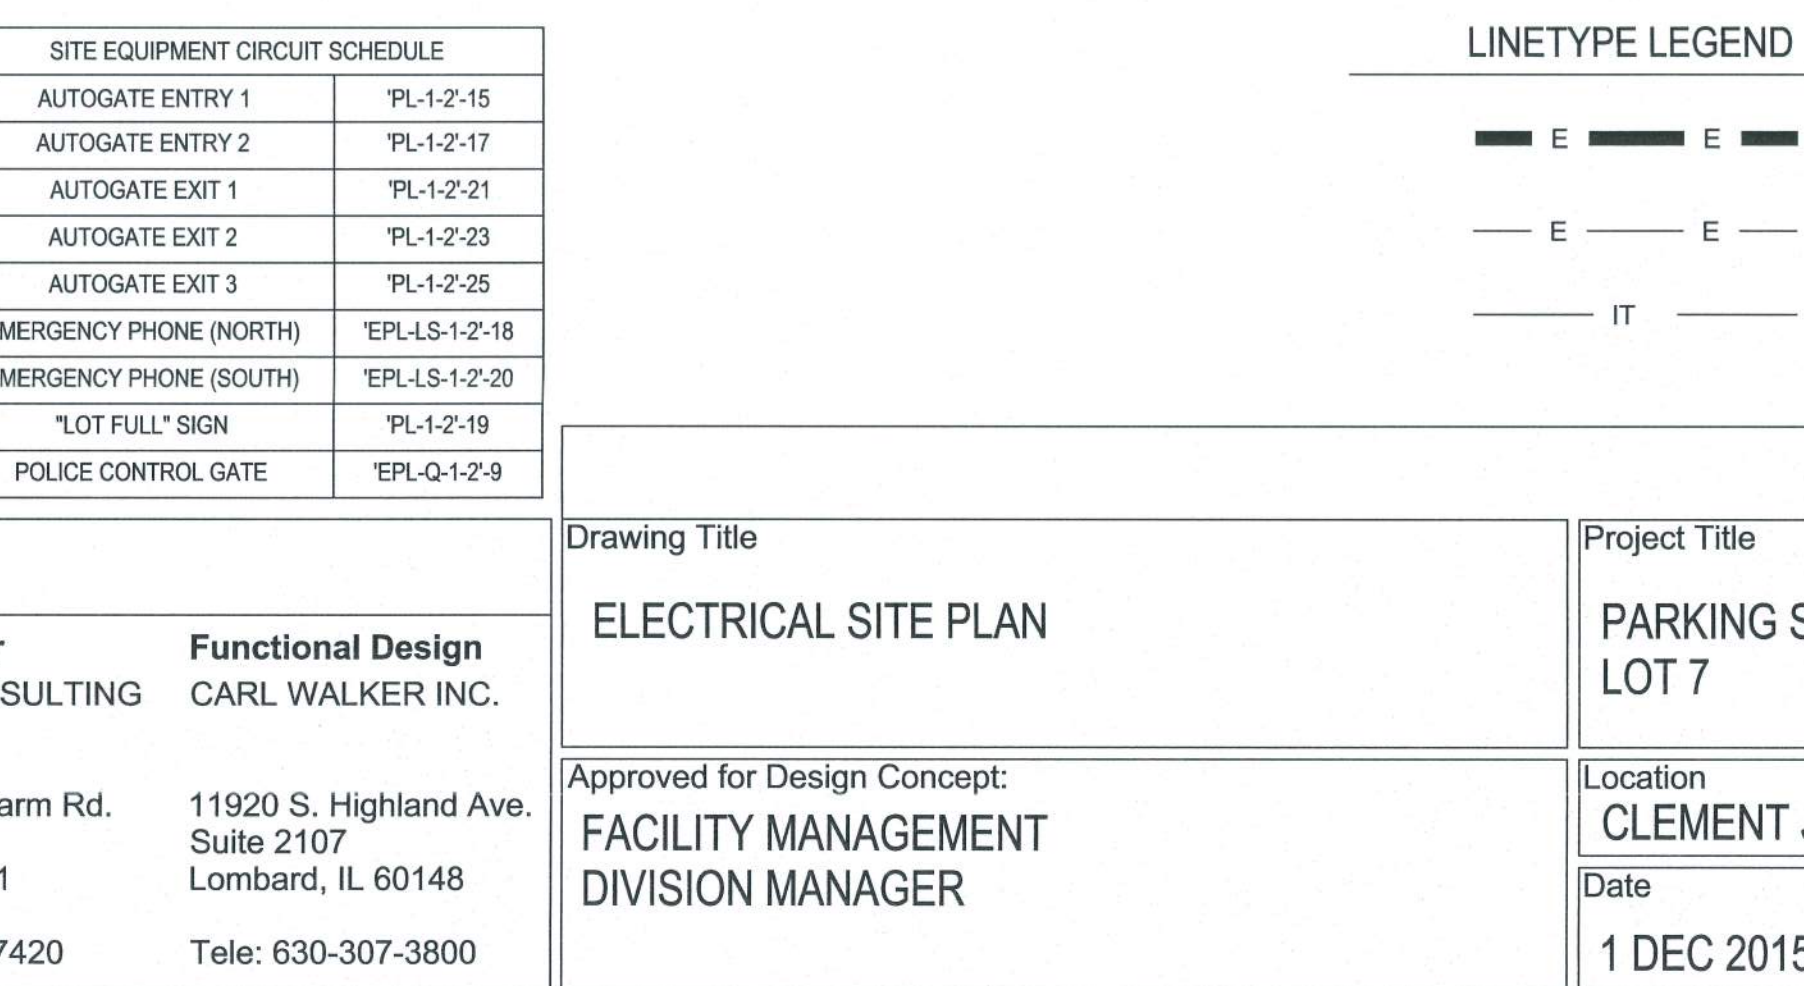 SITE EQUIPMENT CIRCUIT SCHEDULE
AUTOGATE ENTRY 1 'PL-1-2'-15
AUTOGATE ENTRY 2 'PL-1-2'-17
AUTOGATE EXIT 1 'PL-1-2'-21
AUTOGATE EXIT 2 'PL-1-2'-23
AUTOGATE EXIT 3 'PL-1-2'-25
MERGENCY PHONE (NORTH) 'EPL-LS-1-2'-18
MERGENCY PHONE (SOUTH) 'EPL-LS-1-2'-20
"LOT FULL" SIGN 'PL-1-2'-19
POLICE CONTROL GATE 'EPL-Q-1-2'-9
LINETYPE LEGEND
E E
E E
IT
SULTING
arm Rd.
1
7420
Functional Design
CARL WALKER INC.
11920 S. Highland Ave.
Suite 2107
Lombard, IL 60148
Tele: 630-307-3800
Drawing Title
ELECTRICAL SITE PLAN
Approved for Design Concept:
FACILITY MANAGEMENT
DIVISION MANAGER
Project Title
PARKING S
LOT 7
Location
CLEMENT
Date
1 DEC 2015